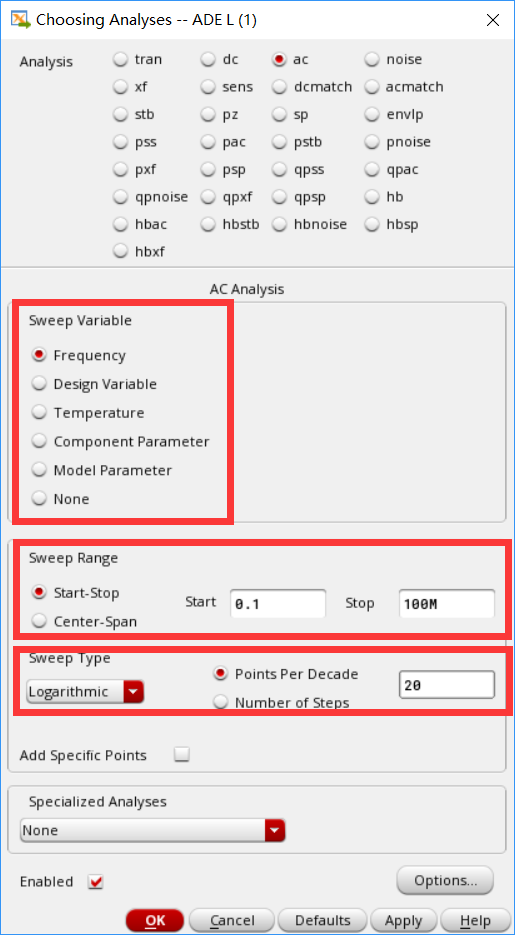 Choosing Analyses -- ADE L (1)
Analysis tran dc ac noise
xf sens dcmatch acmatch
stb pz sp envlp
pss pac pstb pnoise
pxf psp qpss qpac
qpnoise qpxf qpsp hb
hbac hbstb hbnoise hbsp
hbxf
AC Analysis
Sweep Variable
Frequency
Design Variable
Temperature
Component Parameter
Model Parameter
None
Sweep Range
Start-Stop Start 0.1 Stop 100M
Center-Span
Sweep Type
Logarithmic Points Per Decade 20
Number of Steps
Add Specific Points
Specialized Analyses
None
Enabled Options...
OK Cancel Defaults Apply Help